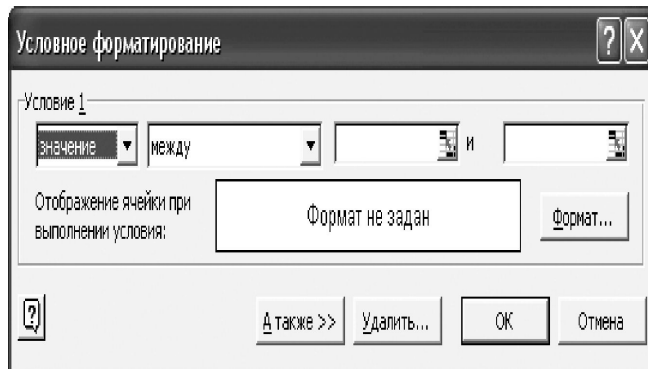 Условное форматирование
Условие 1
значение между и
Отображение ячейки при
выполнении условия:
Формат не задан
Формат...
А также >> Удалить... ОК Отмена